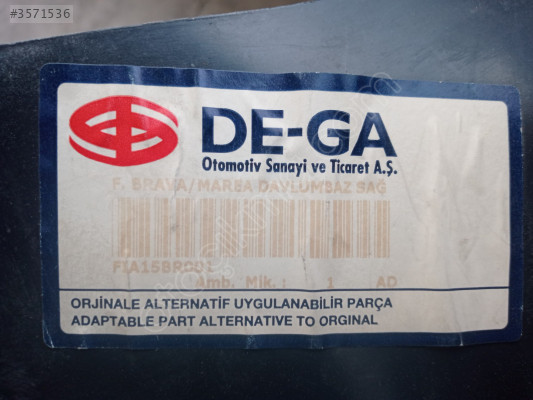 #3571536
DE-GA
Otomotiv Sanayi ve Ticaret A.Ş.
F. BRAVA/MAREA DAVLUMBAZ SAĞ
Amb. Mik. : 1 AD
ORJİNALE ALTERNATİF UYGULANABİLİR PARÇA
ADAPTABLE PART ALTERNATIVE TO ORGINAL